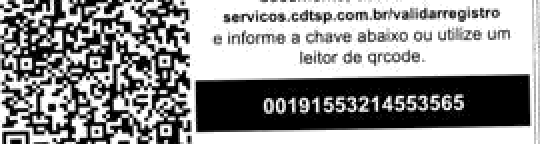 servicos.cdtsp.com.br/validarregistro
e informe a chave abaixo ou utilize um
leitor de qrcode.
00191553214553565